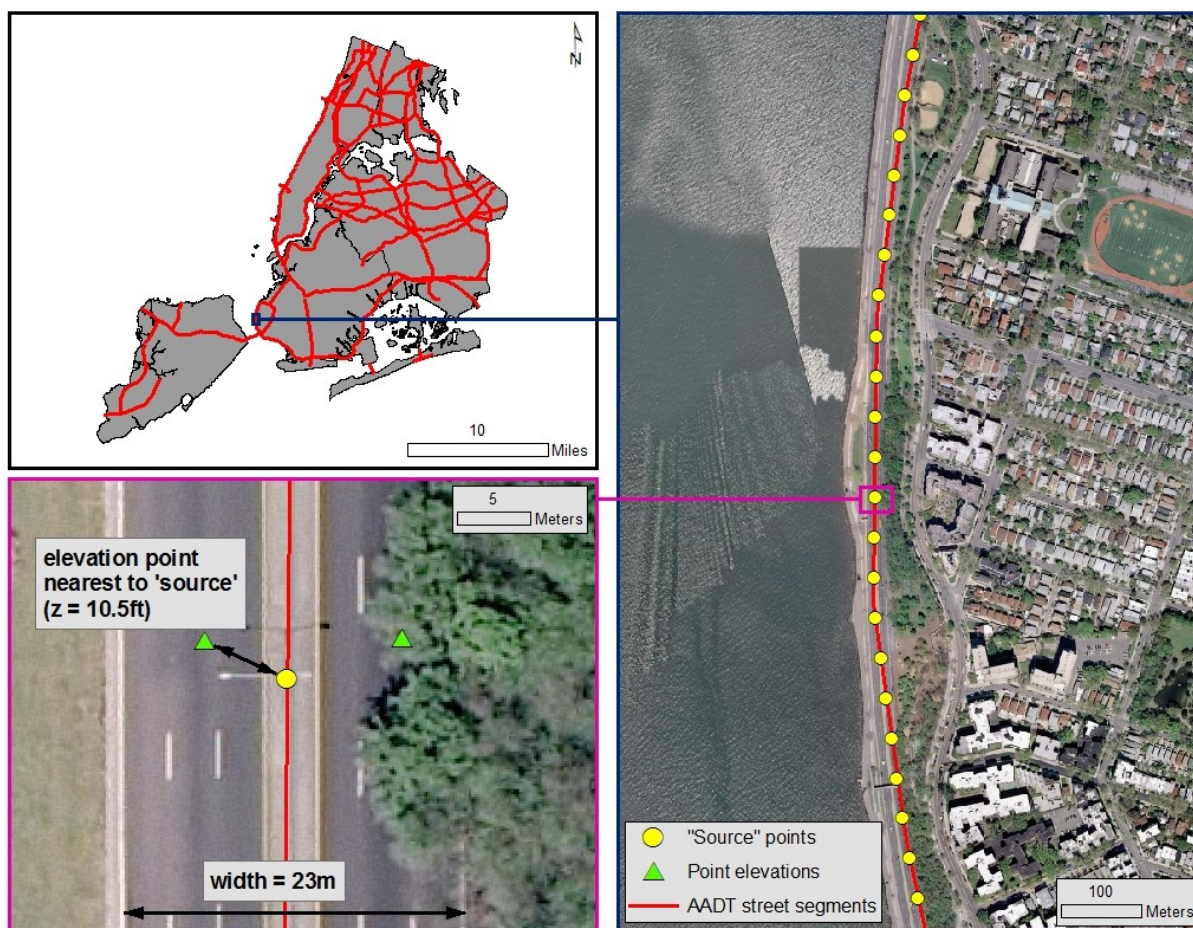 N
10
Miles
5
Meters
elevation point
nearest to 'source'
(z = 10.5ft)
width = 23m
"Source" points
Point elevations
AADT street segments
100
Meters